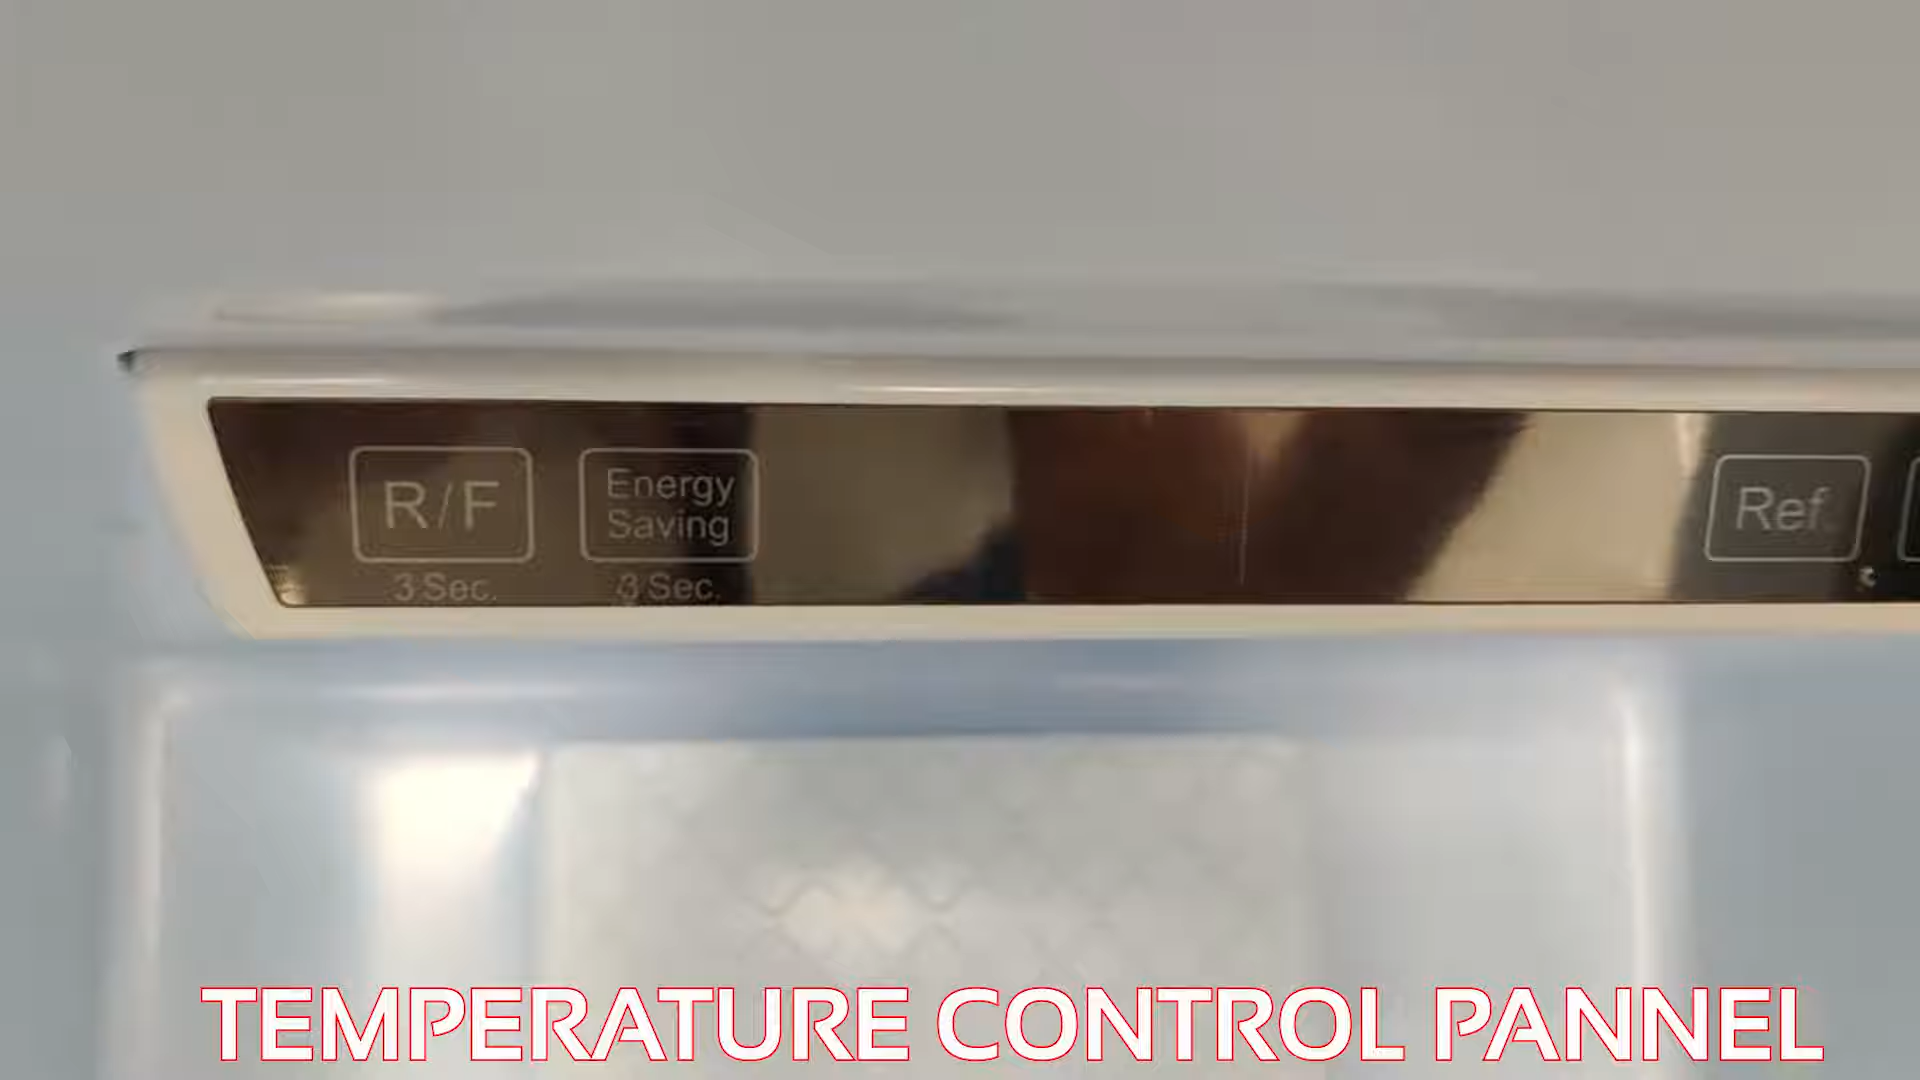 R/F
Energy
Saving
3 Sec.
3 Sec.
Ref.
TEMPERATURE CONTROL PANNEL